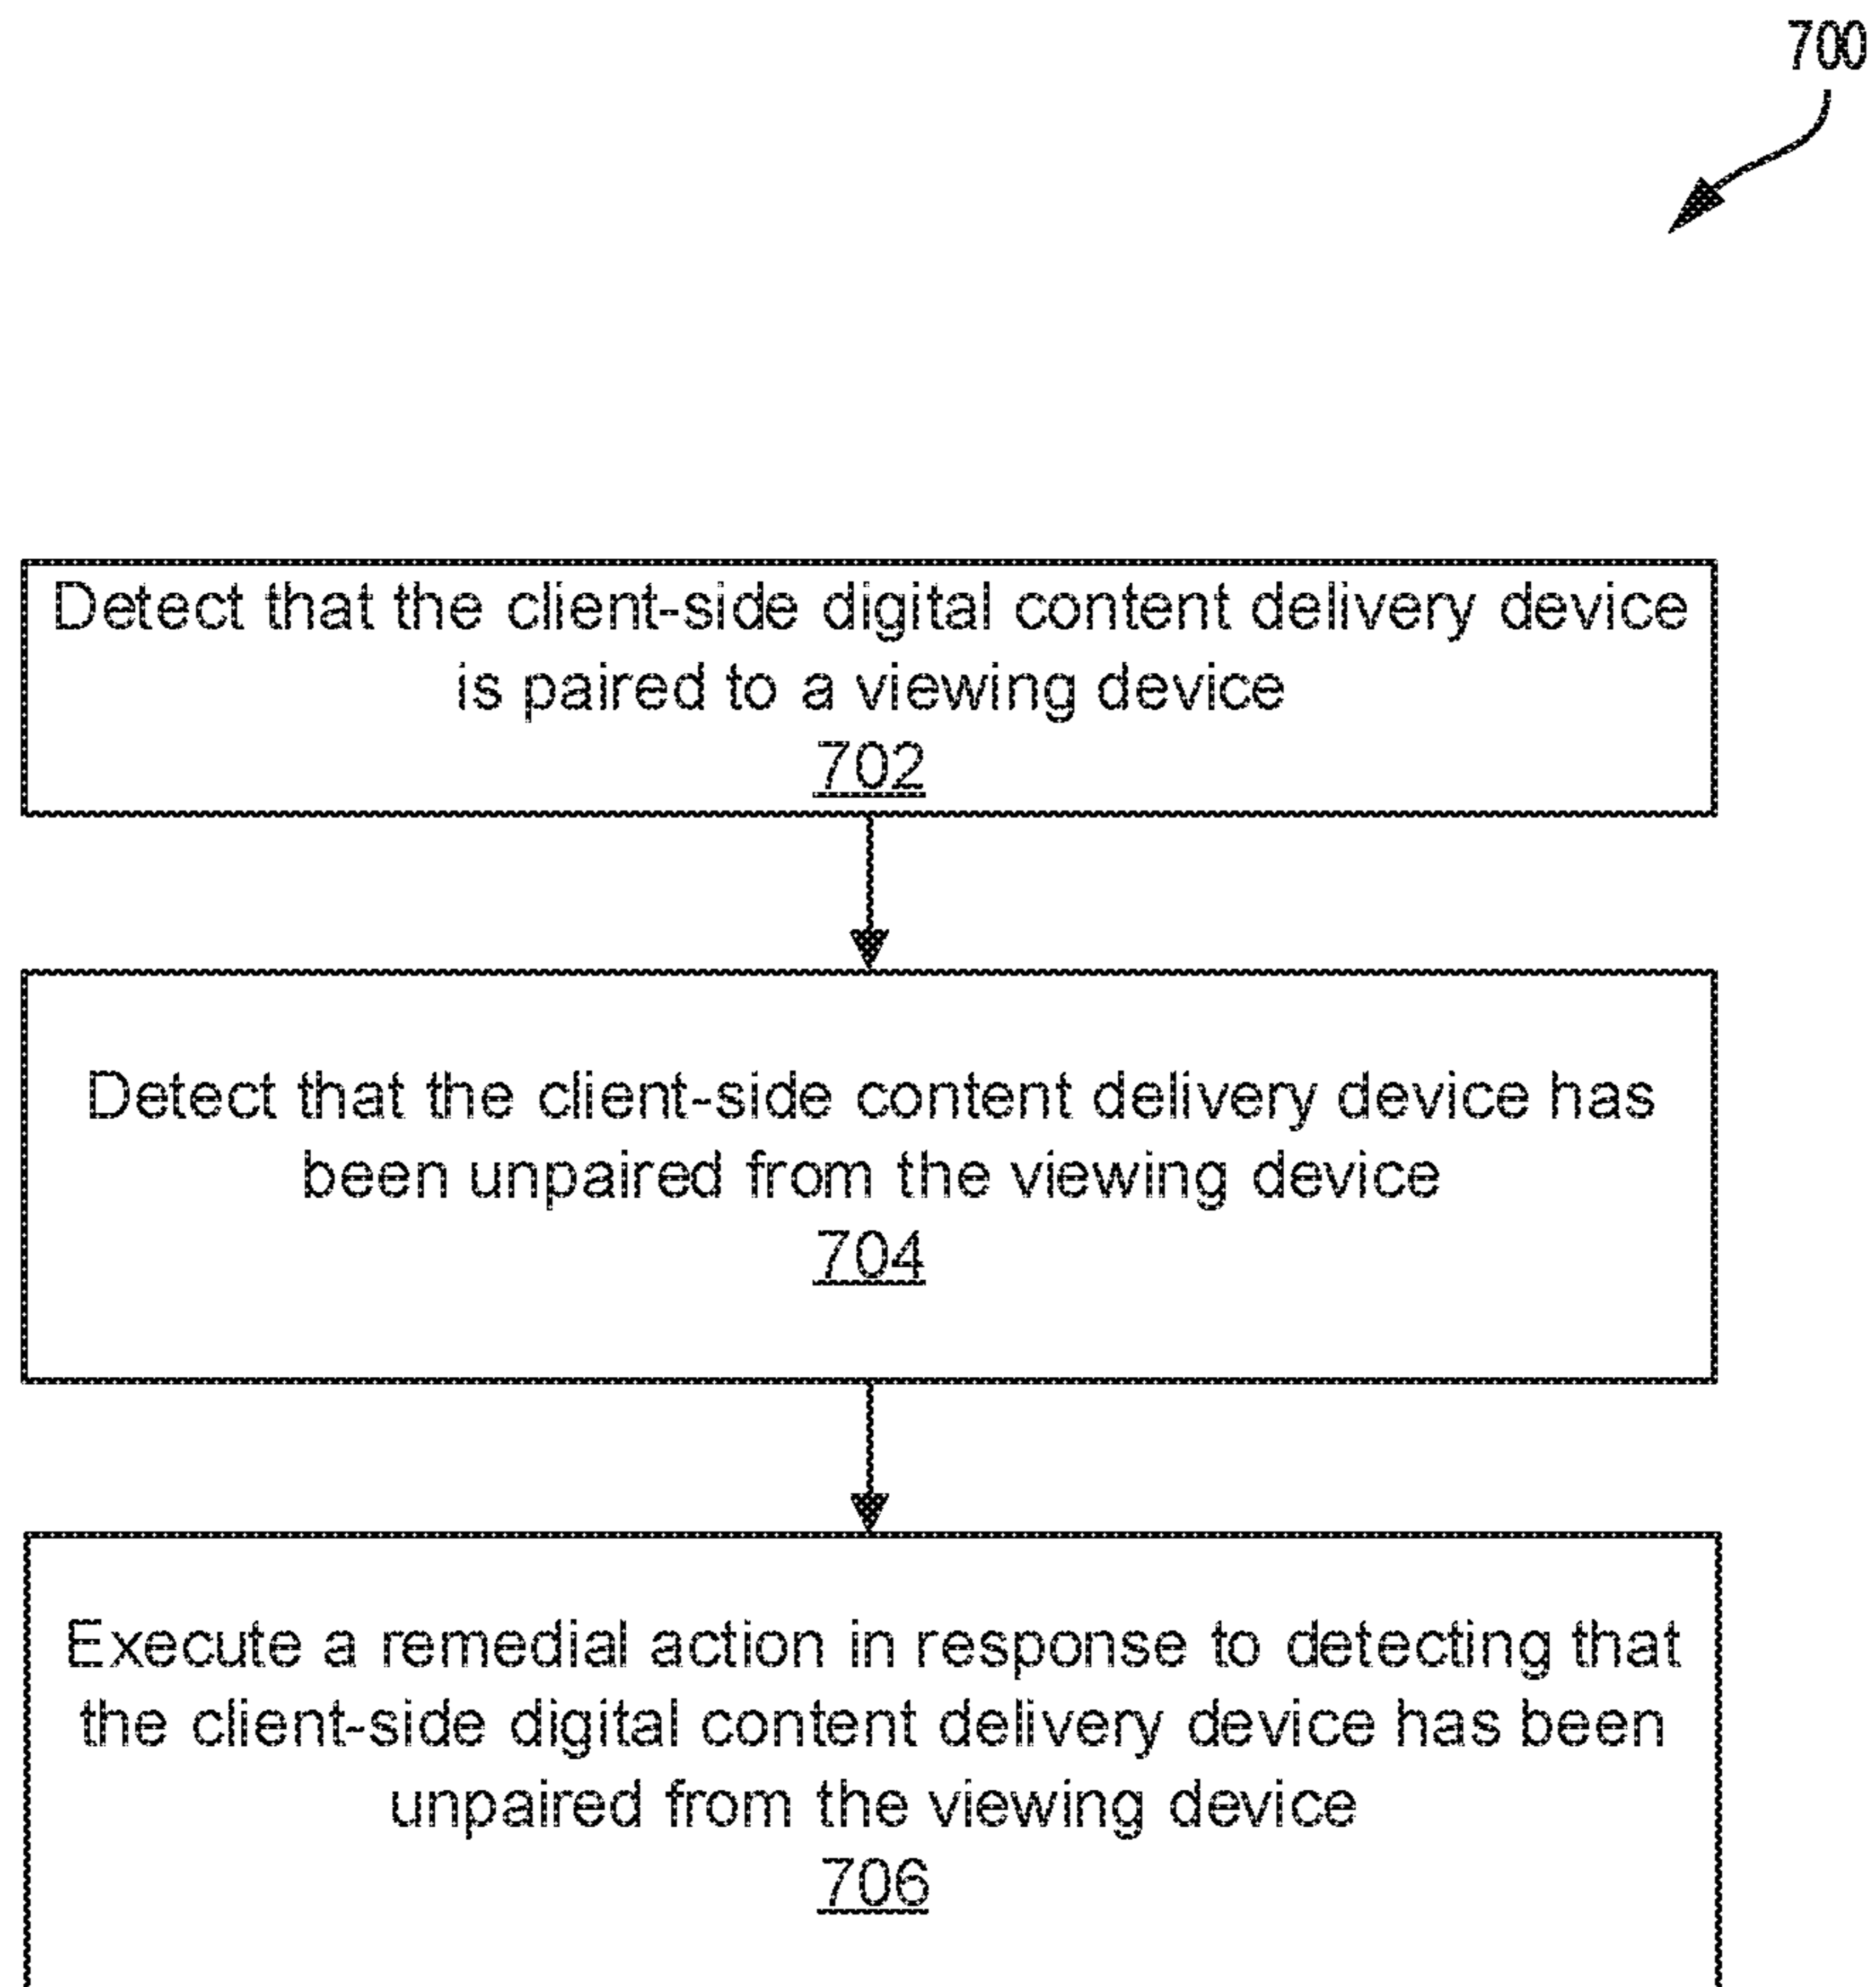 700
Detect that the client-side digital content delivery device
is paired to a viewing device
702
Detect that the client-side content delivery device has
been unpaired from the viewing device
704
Execute a remedial action in response to detecting that
the client-side digital content delivery device has been
unpaired from the viewing device
706